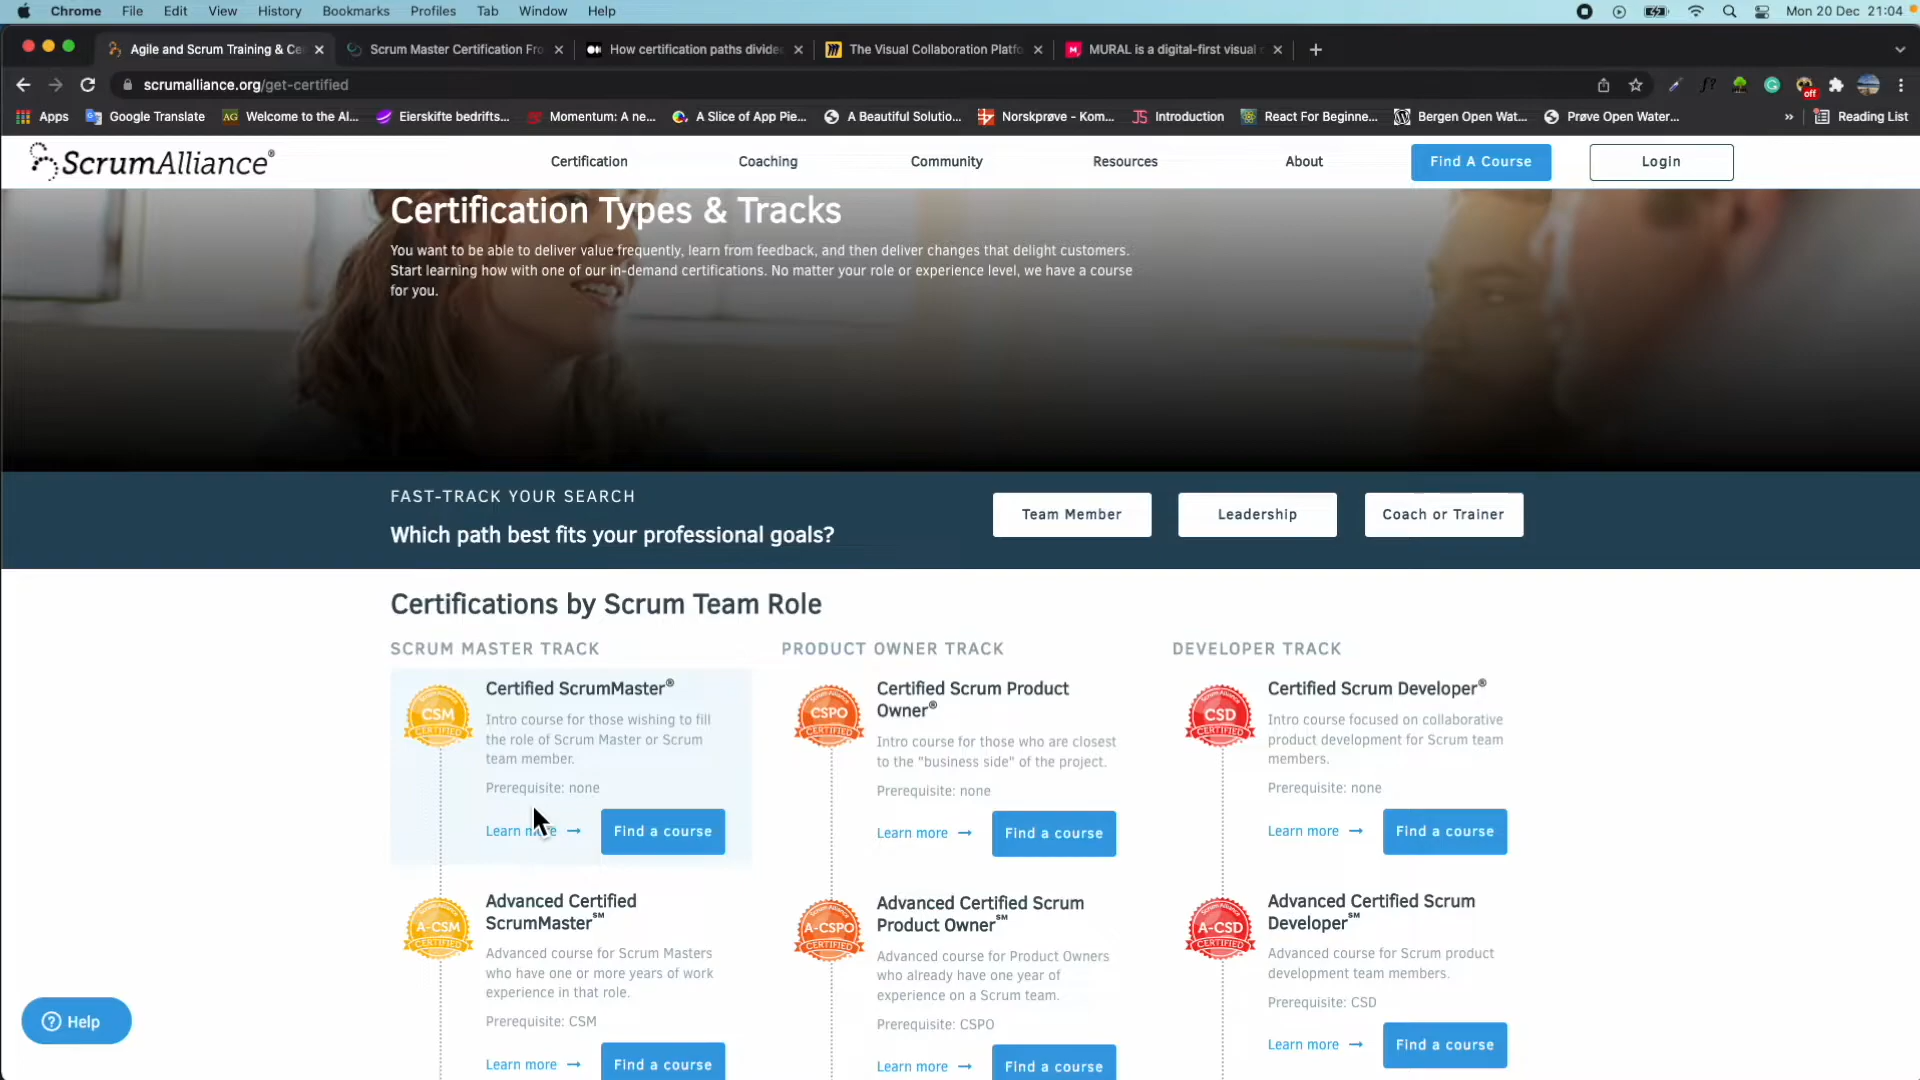 Chrome File Edit View History Bookmarks Profiles Tab Window Help Mon 20 Dec 21:04
Agile and Scrum Training & Ce
Scrum Master Certification Fro
How certification paths divide
The Visual Collaboration Platfo
MURAL is a digital-first visual
scrumalliance.org/get-certified
off
Apps Google Translate Welcome to the Al... Eierskifte bedrifts... Momentum: A ne... A Slice of App Pie... A Beautiful Solutio... Norskprøve - Kom... Introduction React For Beginne... Bergen Open Wat... Prøve Open Water... » Reading List
ScrumAlliance®
Certification Coaching Community Resources About Find A Course Login
Certification Types & Tracks
You want to be able to deliver value frequently, learn from feedback, and then deliver changes that delight customers.
Start learning how with one of our in-demand certifications. No matter your role or experience level, we have a course
for you.
FAST-TRACK YOUR SEARCH
Which path best fits your professional goals?
Team Member Leadership Coach or Trainer
Certifications by Scrum Team Role
SCRUM MASTER TRACK
CSM
CERTIFIED
Certified ScrumMaster®
Intro course for those wishing to fill
the role of Scrum Master or Scrum
team member.
Prerequisite: none
Learn more → Find a course
A-CSM
CERTIFIED
Advanced Certified
ScrumMaster℠
Advanced course for Scrum Masters
who have one or more years of work
experience in that role.
Prerequisite: CSM
Learn more → Find a course
PRODUCT OWNER TRACK
CSPO
CERTIFIED
Certified Scrum Product
Owner®
Intro course for those who are closest
to the "business side" of the project.
Prerequisite: none
Learn more → Find a course
A-CSPO
CERTIFIED
Advanced Certified Scrum
Product Owner℠
Advanced course for Product Owners
who already have one year of
experience on a Scrum team.
Prerequisite: CSPO
Learn more → Find a course
DEVELOPER TRACK
CSD
CERTIFIED
Certified Scrum Developer®
Intro course focused on collaborative
product development for Scrum team
members.
Prerequisite: none
Learn more → Find a course
A-CSD
CERTIFIED
Advanced Certified Scrum
Developer℠
Advanced course for Scrum product
development team members.
Prerequisite: CSD
Learn more → Find a course
Help